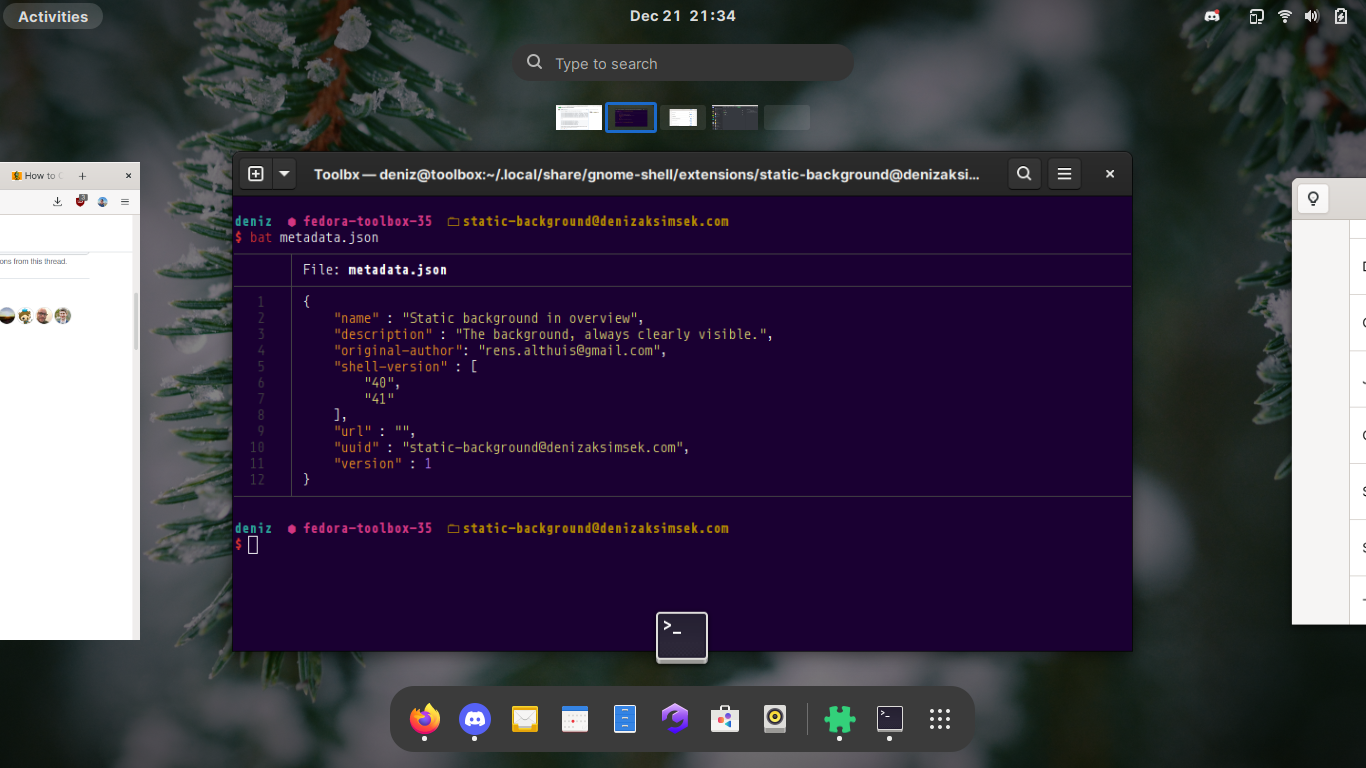 Activities
Dec 21 21:34
Type to search
How to
ons from this thread.
Toolbx — deniz@toolbox:~/.local/share/gnome-shell/extensions/static-background@denizaksi…
deniz fedora-toolbox-35 static-background@denizaksimsek.com
$ bat metadata.json
File: metadata.json
1 {
2 "name" : "Static background in overview",
3 "description" : "The background, always clearly visible.",
4 "original-author": "rens.althuis@gmail.com",
5 "shell-version" : [
6 "40",
7 "41"
8 ],
9 "url" : "",
10 "uuid" : "static-background@denizaksimsek.com",
11 "version" : 1
12 }
deniz fedora-toolbox-35 static-background@denizaksimsek.com
$
>_